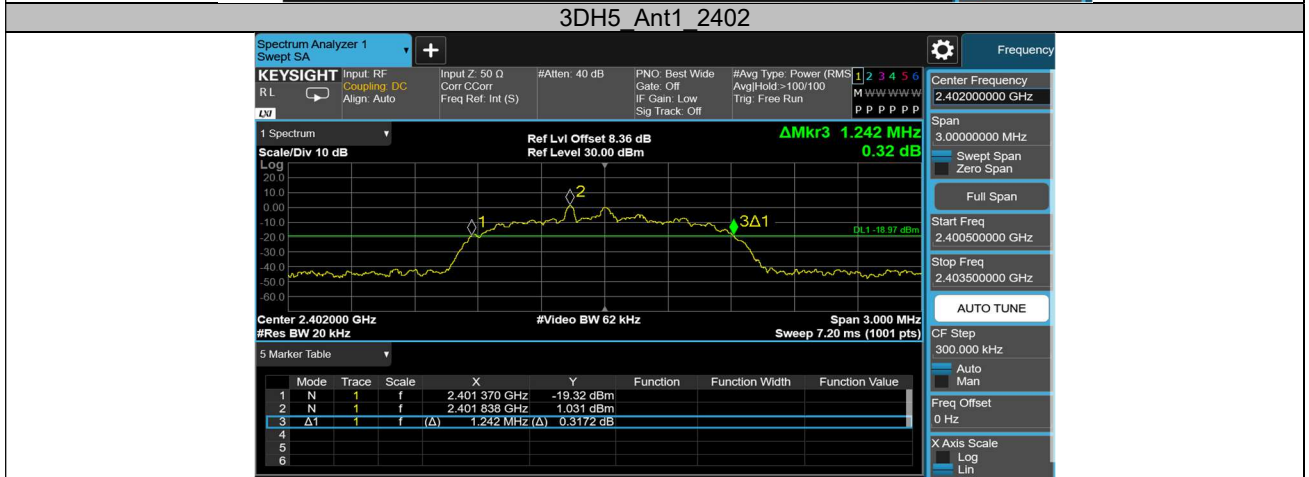 3DH5_Ant1_2402
Spectrum Analyzer 1
Swept SA
+
Frequency
KEYSIGHT
RL
LXI
Input: RF
Coupling: DC
Align: Auto
Input Z: 50 Ω
Corr CCorr
Freq Ref: Int (S)
#Atten: 40 dB
PNO: Best Wide
Gate: Off
IF Gain: Low
Sig Track: Off
#Avg Type: Power (RMS
Avg|Hold:>100/100
Trig: Free Run
1 2 3 4 5 6
M W W W W W
P P P P P P
1 Spectrum
Scale/Div 10 dB
Ref Lvl Offset 8.36 dB
Ref Level 30.00 dBm
ΔMkr3 1.242 MHz
0.32 dB
Log
20.0
10.0
0.00
-10.0
-20.0
-30.0
-40.0
-50.0
-60.0
1
2
3Δ1
DL1 -18.97 dBm
Center 2.402000 GHz
#Res BW 20 kHz
#Video BW 62 kHz
Span 3.000 MHz
Sweep 7.20 ms (1001 pts)
5 Marker Table
Mode Trace Scale X Y Function Function Width Function Value
1 N 1 f 2.401 370 GHz -19.32 dBm
2 N 1 f 2.401 838 GHz 1.031 dBm
3 Δ1 1 f (Δ) 1.242 MHz (Δ) 0.3172 dB
4
5
6
Center Frequency
2.402000000 GHz
Span
3.00000000 MHz
Swept Span
Zero Span
Full Span
Start Freq
2.400500000 GHz
Stop Freq
2.403500000 GHz
AUTO TUNE
CF Step
300.000 kHz
Auto
Man
Freq Offset
0 Hz
X Axis Scale
Log
Lin